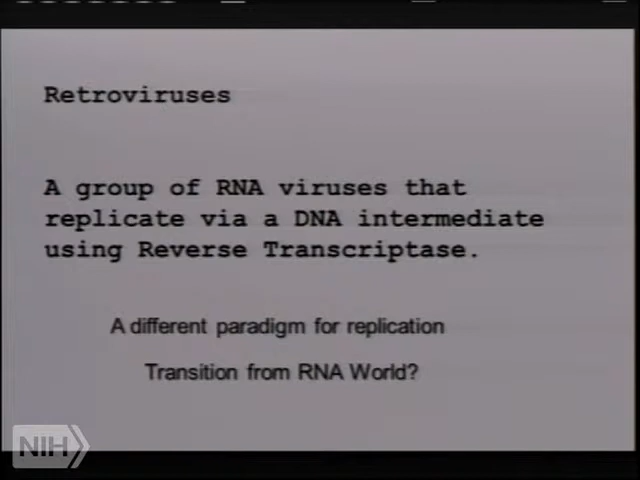 Retroviruses
A group of RNA viruses that
replicate via a DNA intermediate
using Reverse Transcriptase.
A different paradigm for replication
Transition from RNA World?
NIH